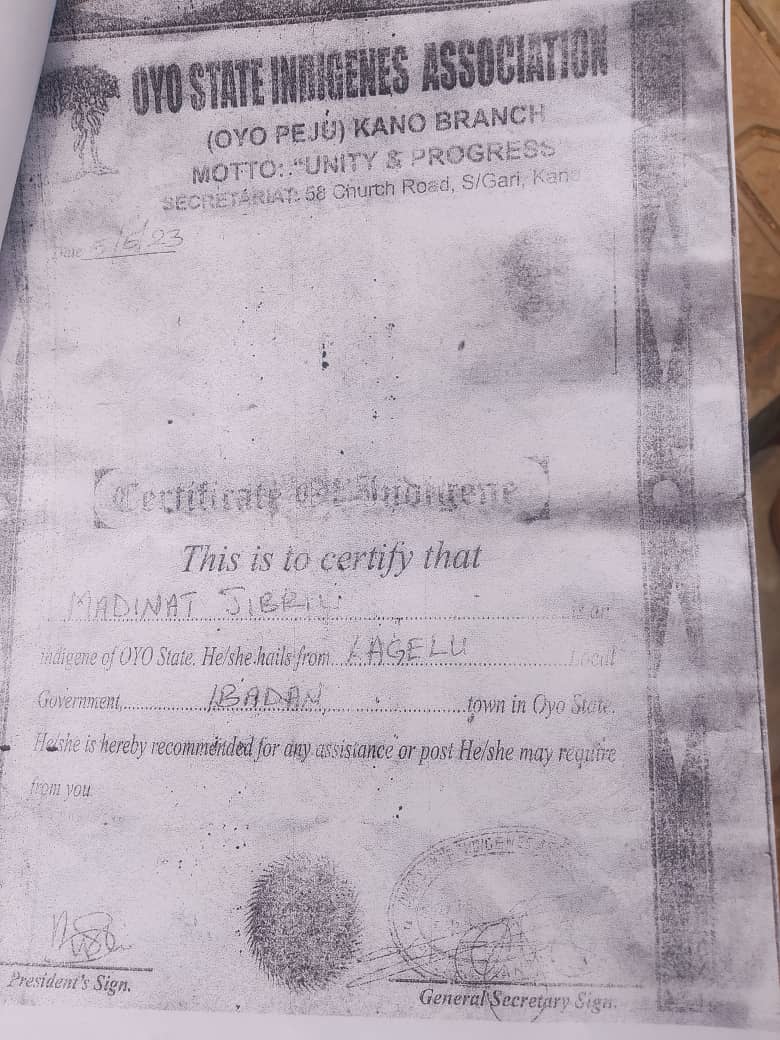 OYO STATE INDIGENES ASSOCIATION
(OYO PEJU) KANO BRANCH
MOTTO: "UNITY & PROGRESS"
SECRETARIAT: 58 Church Road, S/Gari, Kano
Date 5/6/23
Certificate Of Indigene
This is to certify that
MADINAT JIBRIL is an
indigene of OYO State. He/she hails from LAGELU Local
Government, IBADAN town in Oyo State.
He/she is hereby recommended for any assistance or post He/she may require
from you
President's Sign.
General Secretary Sign.